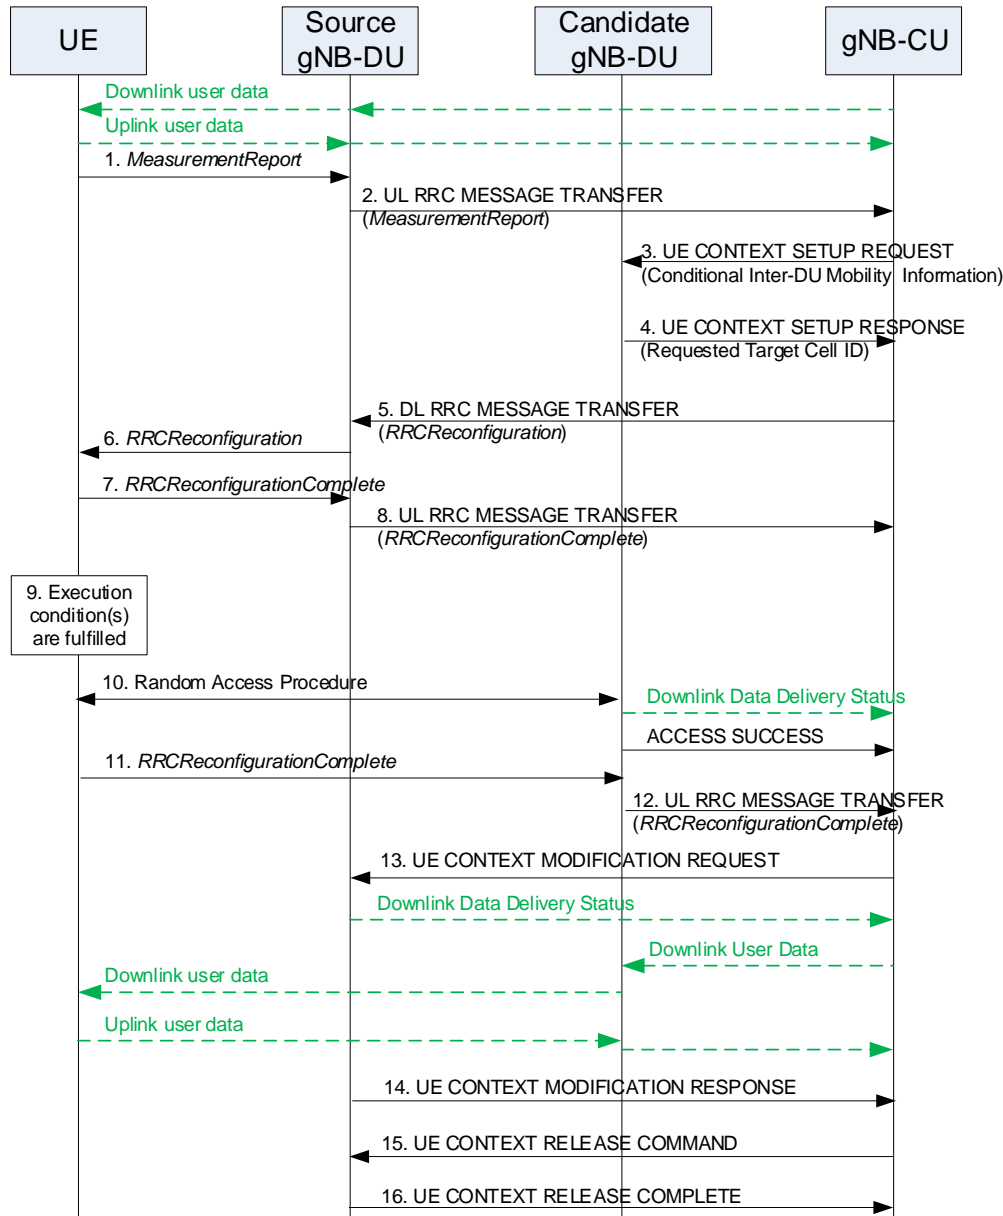 UE
Source
gNB-DU
Candidate
gNB-DU
gNB-CU
Downlink user data
Uplink user data
1. MeasurementReport
2. UL RRC MESSAGE TRANSFER
(MeasurementReport)
3. UE CONTEXT SETUP REQUEST
(Conditional Inter-DU Mobility Information)
4. UE CONTEXT SETUP RESPONSE
(Requested Target Cell ID)
5. DL RRC MESSAGE TRANSFER
(RRCReconfiguration)
6. RRCReconfiguration
7. RRCReconfigurationComplete
8. UL RRC MESSAGE TRANSFER
(RRCReconfigurationComplete)
9. Execution
condition(s)
are fulfilled
10. Random Access Procedure
Downlink Data Delivery Status
ACCESS SUCCESS
11. RRCReconfigurationComplete
12. UL RRC MESSAGE TRANSFER
(RRCReconfigurationComplete)
13. UE CONTEXT MODIFICATION REQUEST
Downlink Data Delivery Status
Downlink User Data
Downlink user data
Uplink user data
14. UE CONTEXT MODIFICATION RESPONSE
15. UE CONTEXT RELEASE COMMAND
16. UE CONTEXT RELEASE COMPLETE